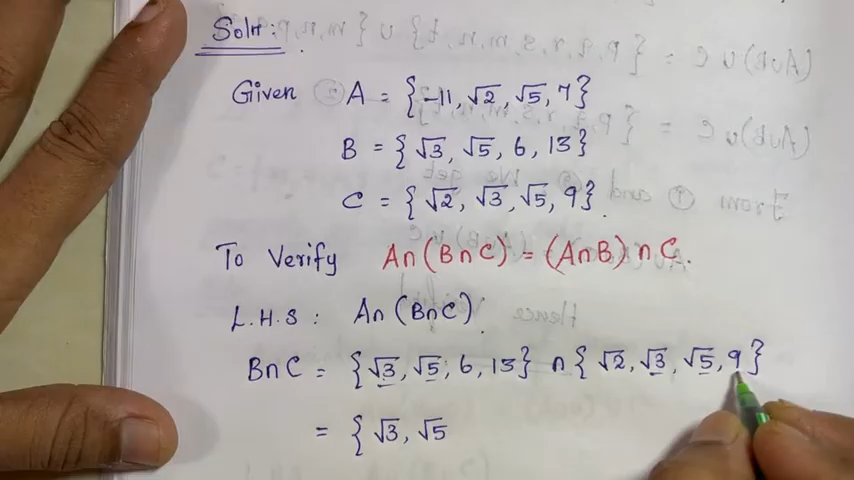 Soln:
Given A = {-11, √2, √5, 7}
B = {√3, √5, 6, 13}
C = {√2, √3, √5, 9}.
To Verify A∩(B∩C) = (A∩B)∩C.
L.H.S: A∩(B∩C)
B∩C = {√3, √5, 6, 13} ∩ {√2, √3, √5, 9}
= {√3, √5